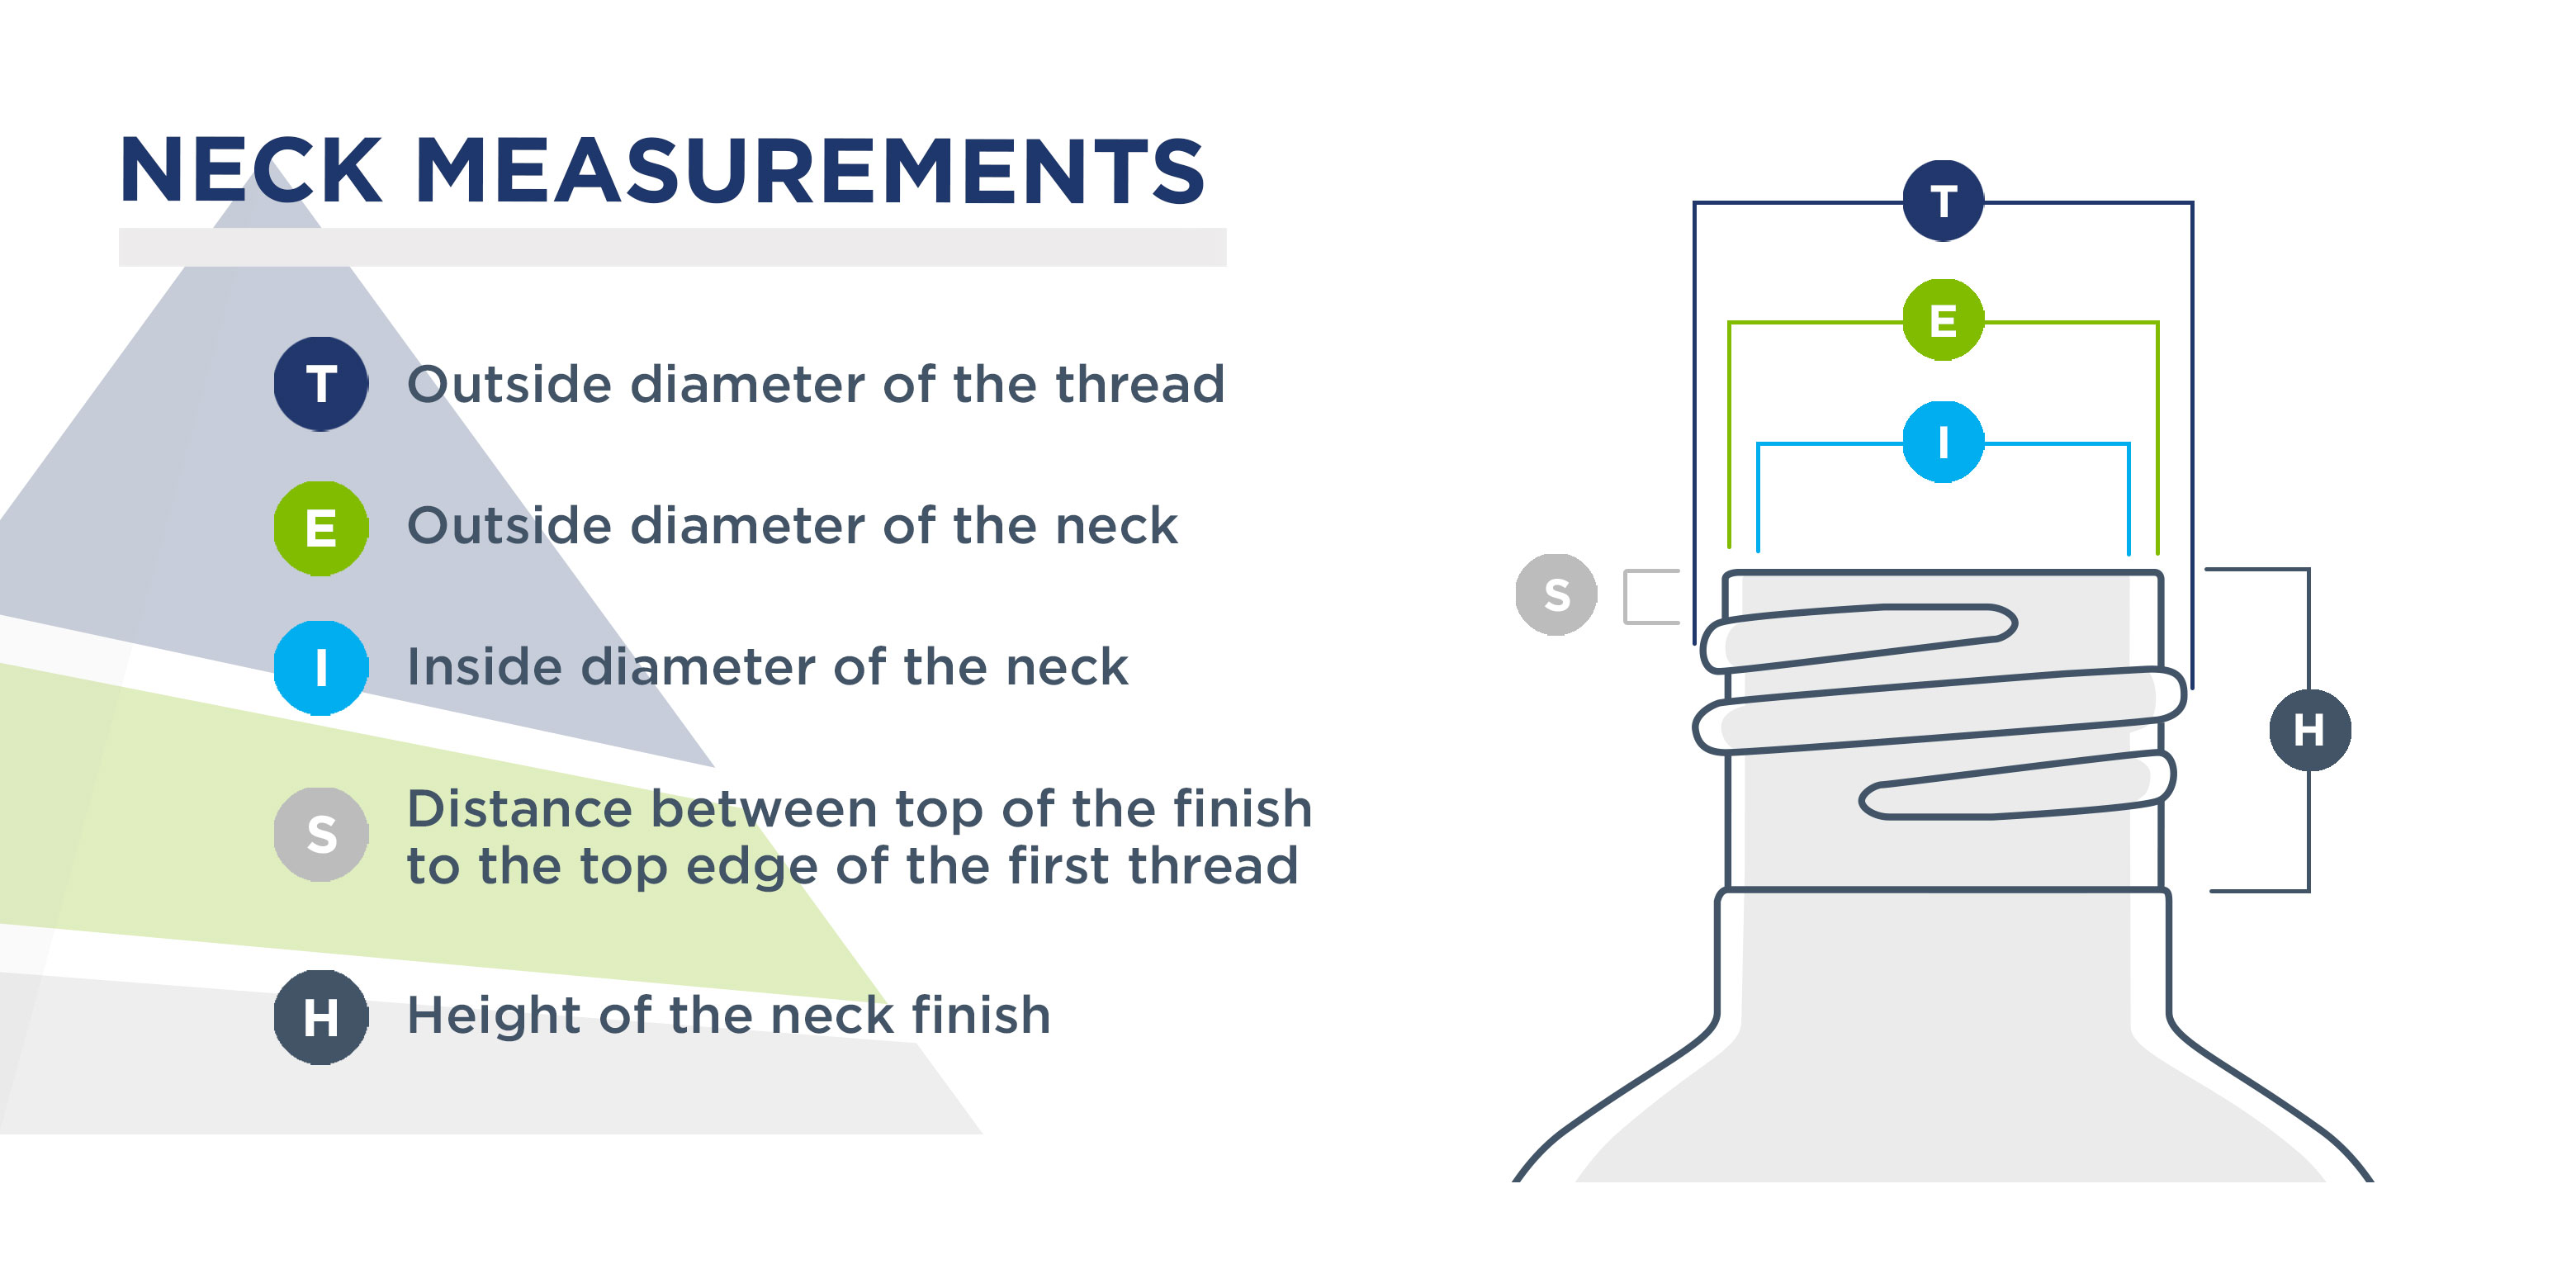 NECK MEASUREMENTS
T Outside diameter of the thread
E Outside diameter of the neck
I Inside diameter of the neck
S Distance between top of the finish
to the top edge of the first thread
H Height of the neck finish
T
E
I
S
H